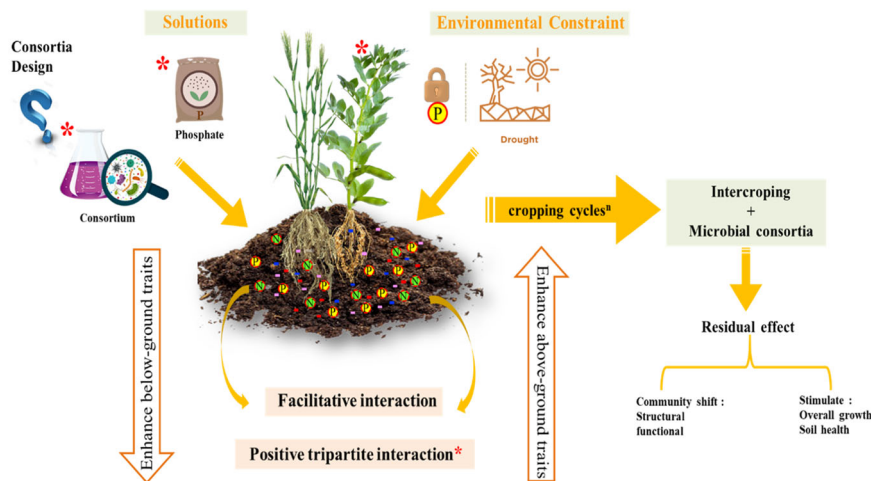 Solutions
Environmental Constraint
Consortia
Design
*
*
*
P
Phosphate
Consortium
P
Drought
cropping cyclesⁿ
Intercroping
+
Microbial consortia
Enhance below-ground traits
Enhance above-ground traits
N
P
P
P
N
P
N
P
N
P
N
P
P
P
Residual effect
Facilitative interaction
Positive tripartite interaction*
Community shift :
Structural
functional
Stimulate :
Overall growth
Soil health